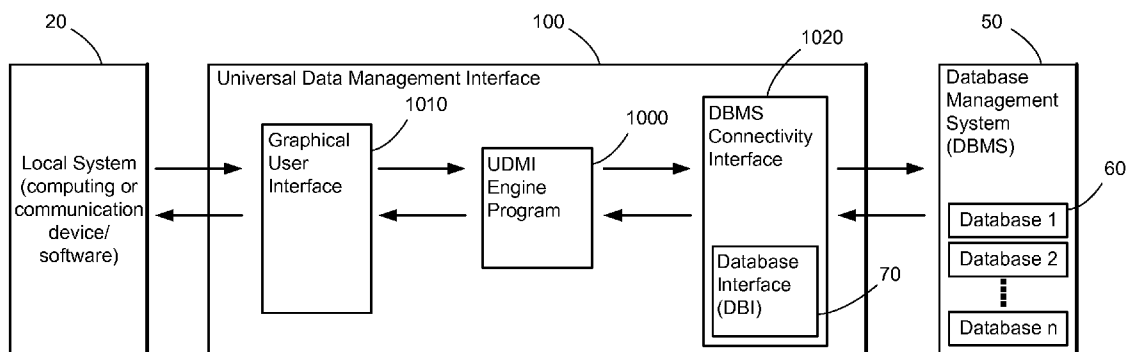 20
100
1020
50
Universal Data Management Interface
1010
1000
Local System
(computing or
communication
device/
software)
Graphical
User
Interface
UDMI
Engine
Program
DBMS
Connectivity
Interface
Database
Interface
(DBI)
70
Database
Management
System
(DBMS)
60
Database 1
Database 2
Database n